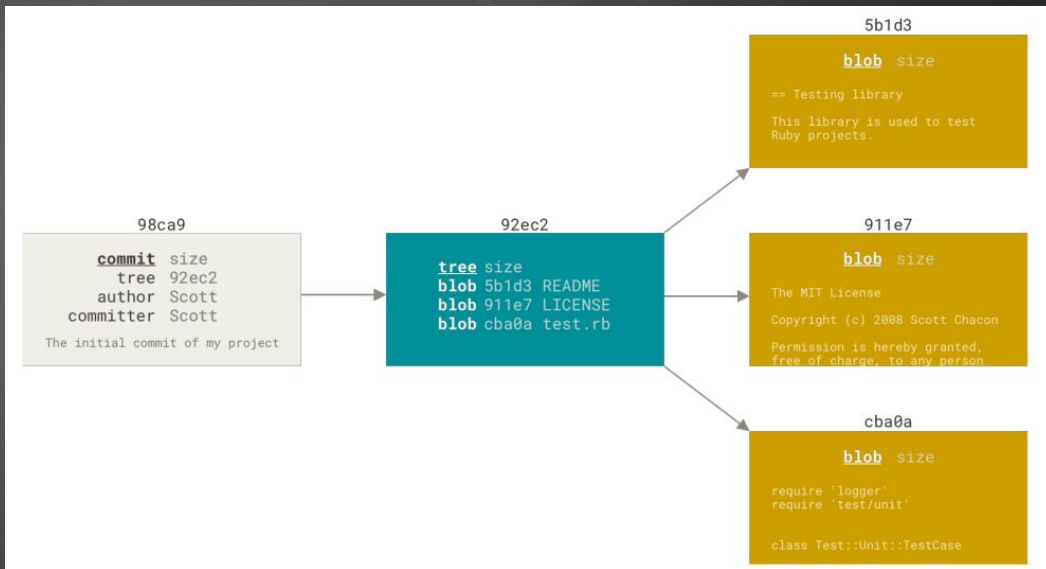 98ca9
commit size
tree 92ec2
author Scott
committer Scott
The initial commit of my project
92ec2
tree size
blob 5b1d3 README
blob 911e7 LICENSE
blob cba0a test.rb
5b1d3
blob size
== Testing library
This library is used to test
Ruby projects.
911e7
blob size
The MIT License
Copyright (c) 2008 Scott Chacon
Permission is hereby granted,
free of charge, to any person
cba0a
blob size
require 'logger'
require 'test/unit'
class Test::Unit::TestCase